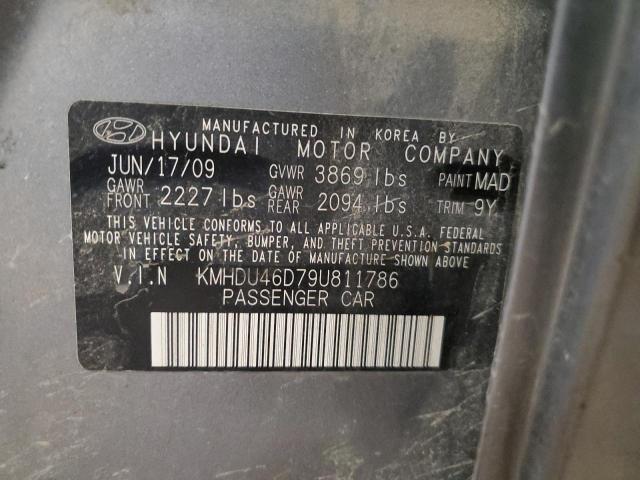 MANUFACTURED IN KOREA BY
HYUNDAI MOTOR COMPANY
JUN/17/09 GVWR 3869 lbs PAINT MAD
GAWR FRONT 2227 lbs GAWR REAR 2094 lbs TRIM 9Y
THIS VEHICLE CONFORMS TO ALL APPLICABLE U.S.A. FEDERAL
MOTOR VEHICLE SAFETY, BUMPER, AND THEFT PREVENTION STANDARDS
IN EFFECT ON THE DATE OF MANUFACTURE SHOWN ABOVE.
V.I.N KMHDU46D79U811786
PASSENGER CAR